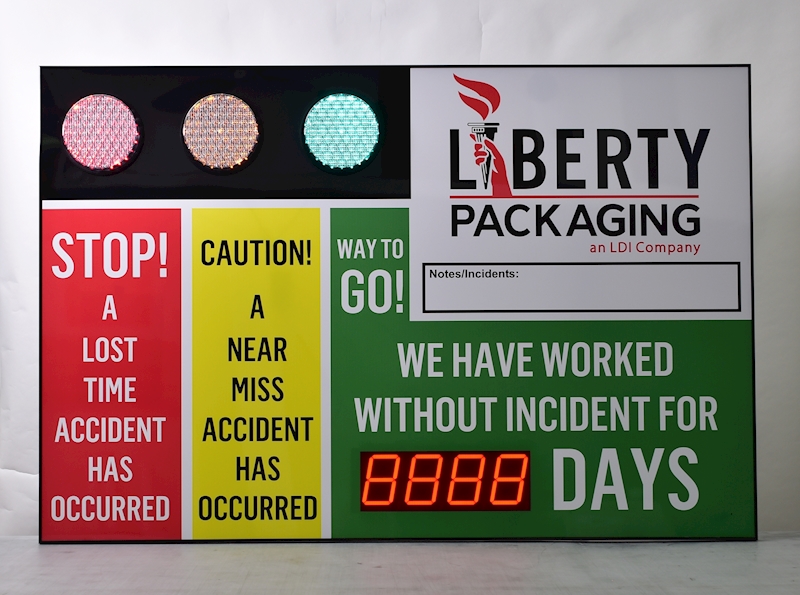 LIBERTY
PACKAGING
an LDI Company
Notes/Incidents:
STOP!
A
LOST
TIME
ACCIDENT
HAS
OCCURRED
CAUTION!
A
NEAR
MISS
ACCIDENT
HAS
OCCURRED
WAY TO
GO!
WE HAVE WORKED
WITHOUT INCIDENT FOR
8888 DAYS